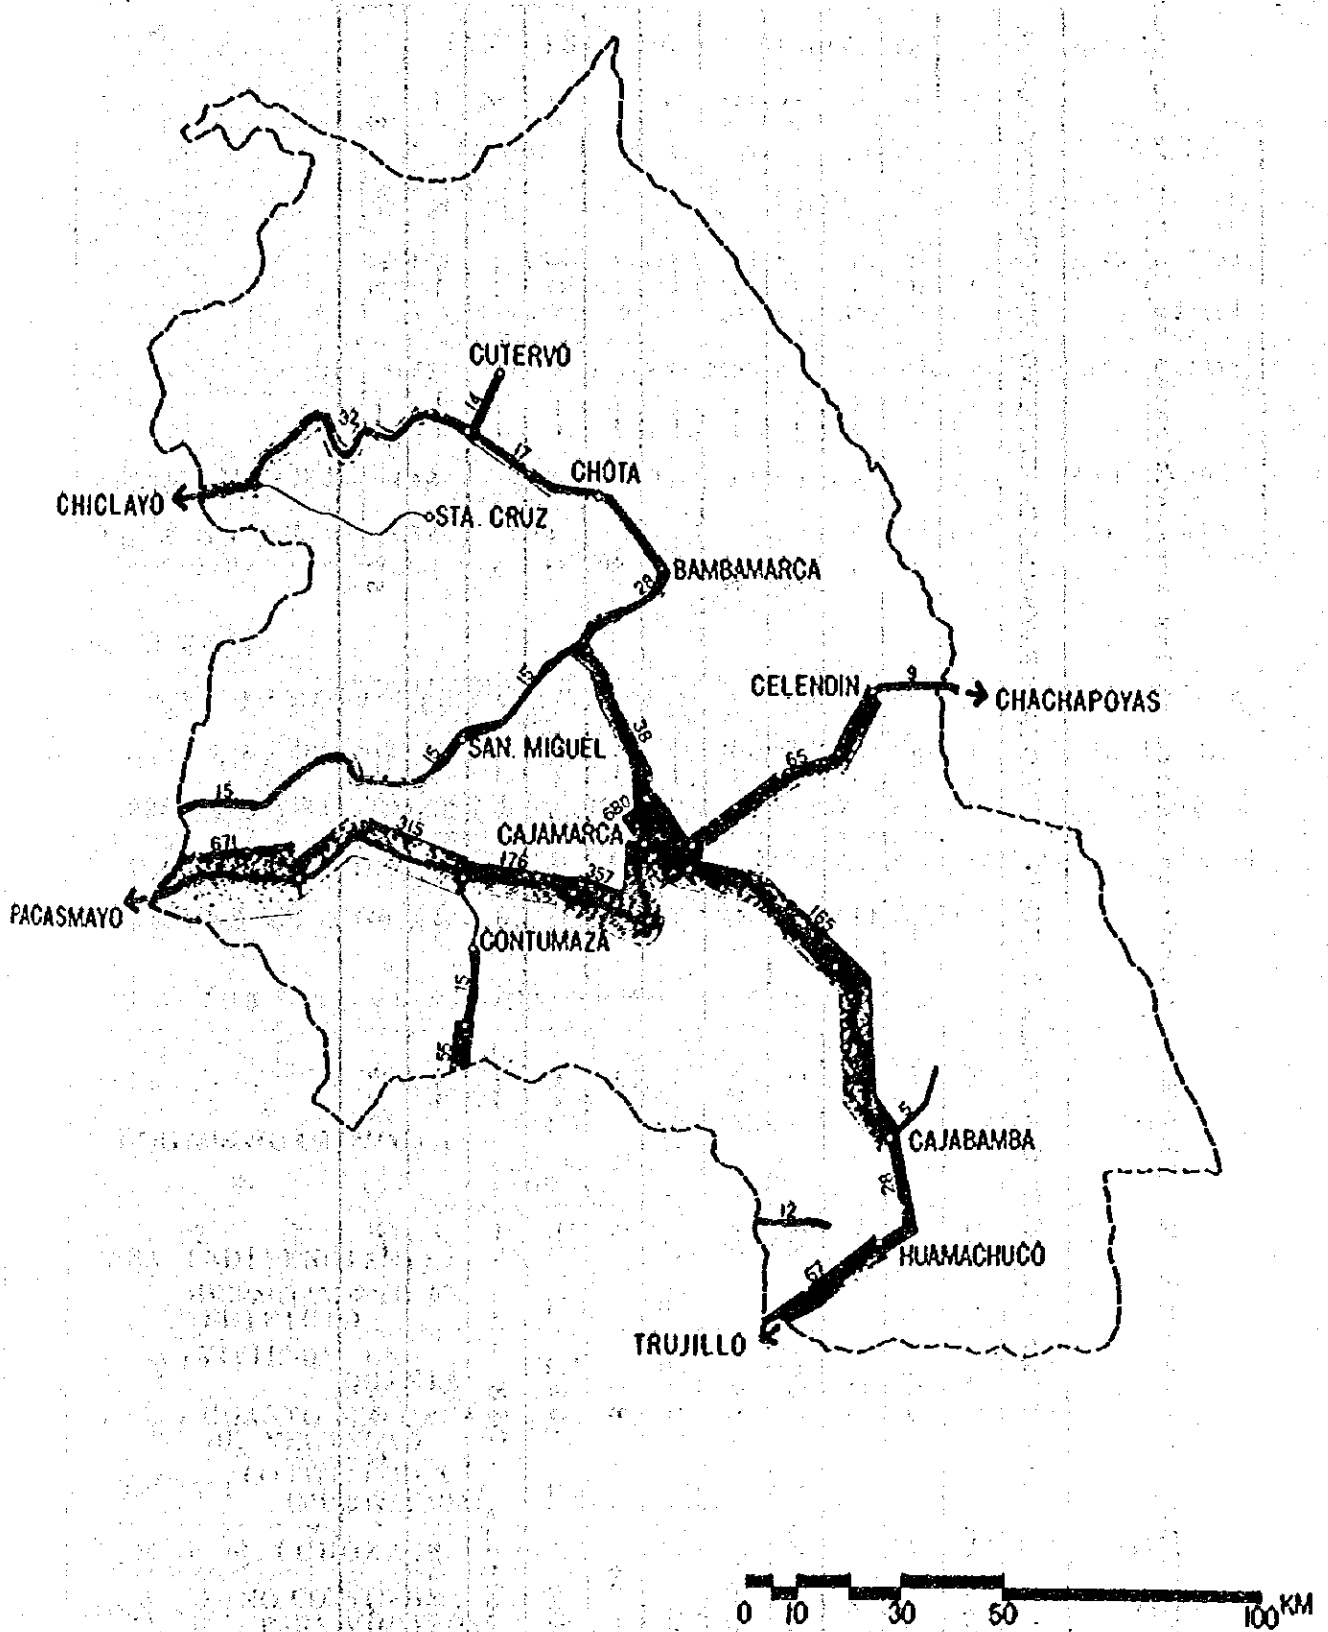 CUTERVO
14
32
17
CHOTA
CHICLAYO
STA. CRUZ
BAMBAMARCA
28
15
CELENDIN
9
CHACHAPOYAS
38
SAN. MIGUEL
15
65
15
680
CAJAMARCA
315
671
176
357
165
PACASMAYO
CONTUMAZA
15
55
5
CAJABAMBA
28
12
HUAMACHUCO
67
TRUJILLO
0 10 30 50 100 KM